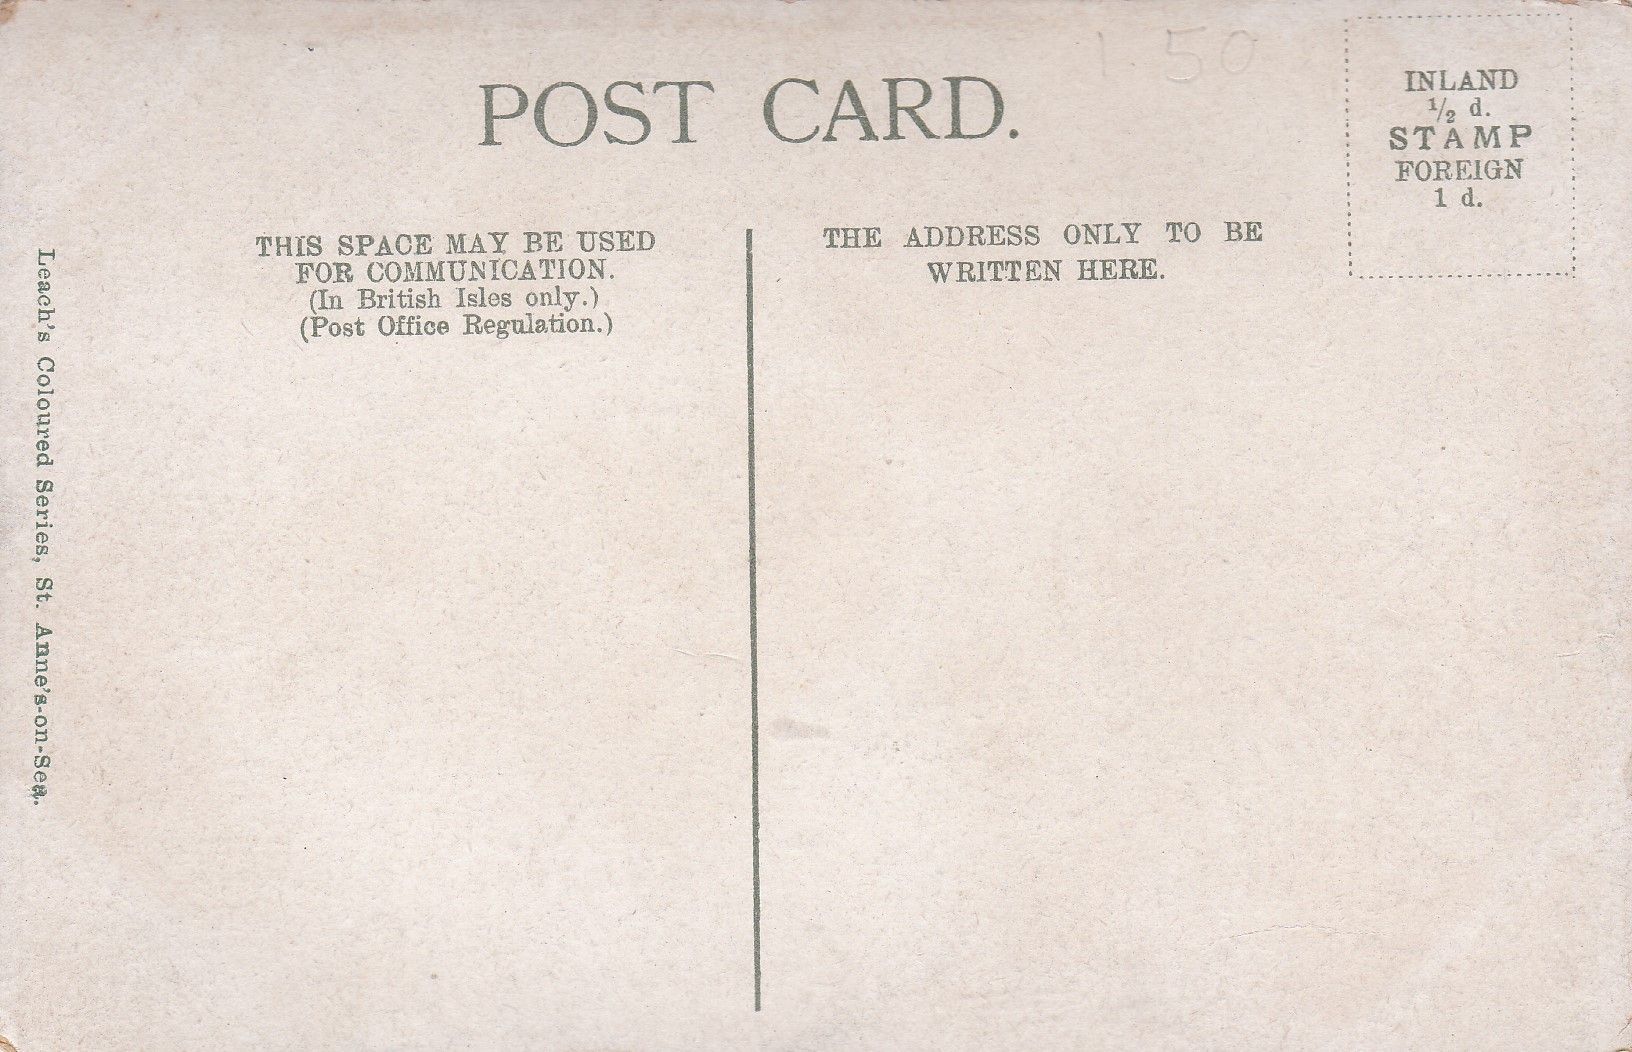 1 50
POST CARD.
INLAND
½ d.
STAMP
FOREIGN
1 d.
THIS SPACE MAY BE USED
FOR COMMUNICATION.
(In British Isles only.)
(Post Office Regulation.)
THE ADDRESS ONLY TO BE
WRITTEN HERE.
Leach's Coloured Series, St. Anne's-on-Sea.